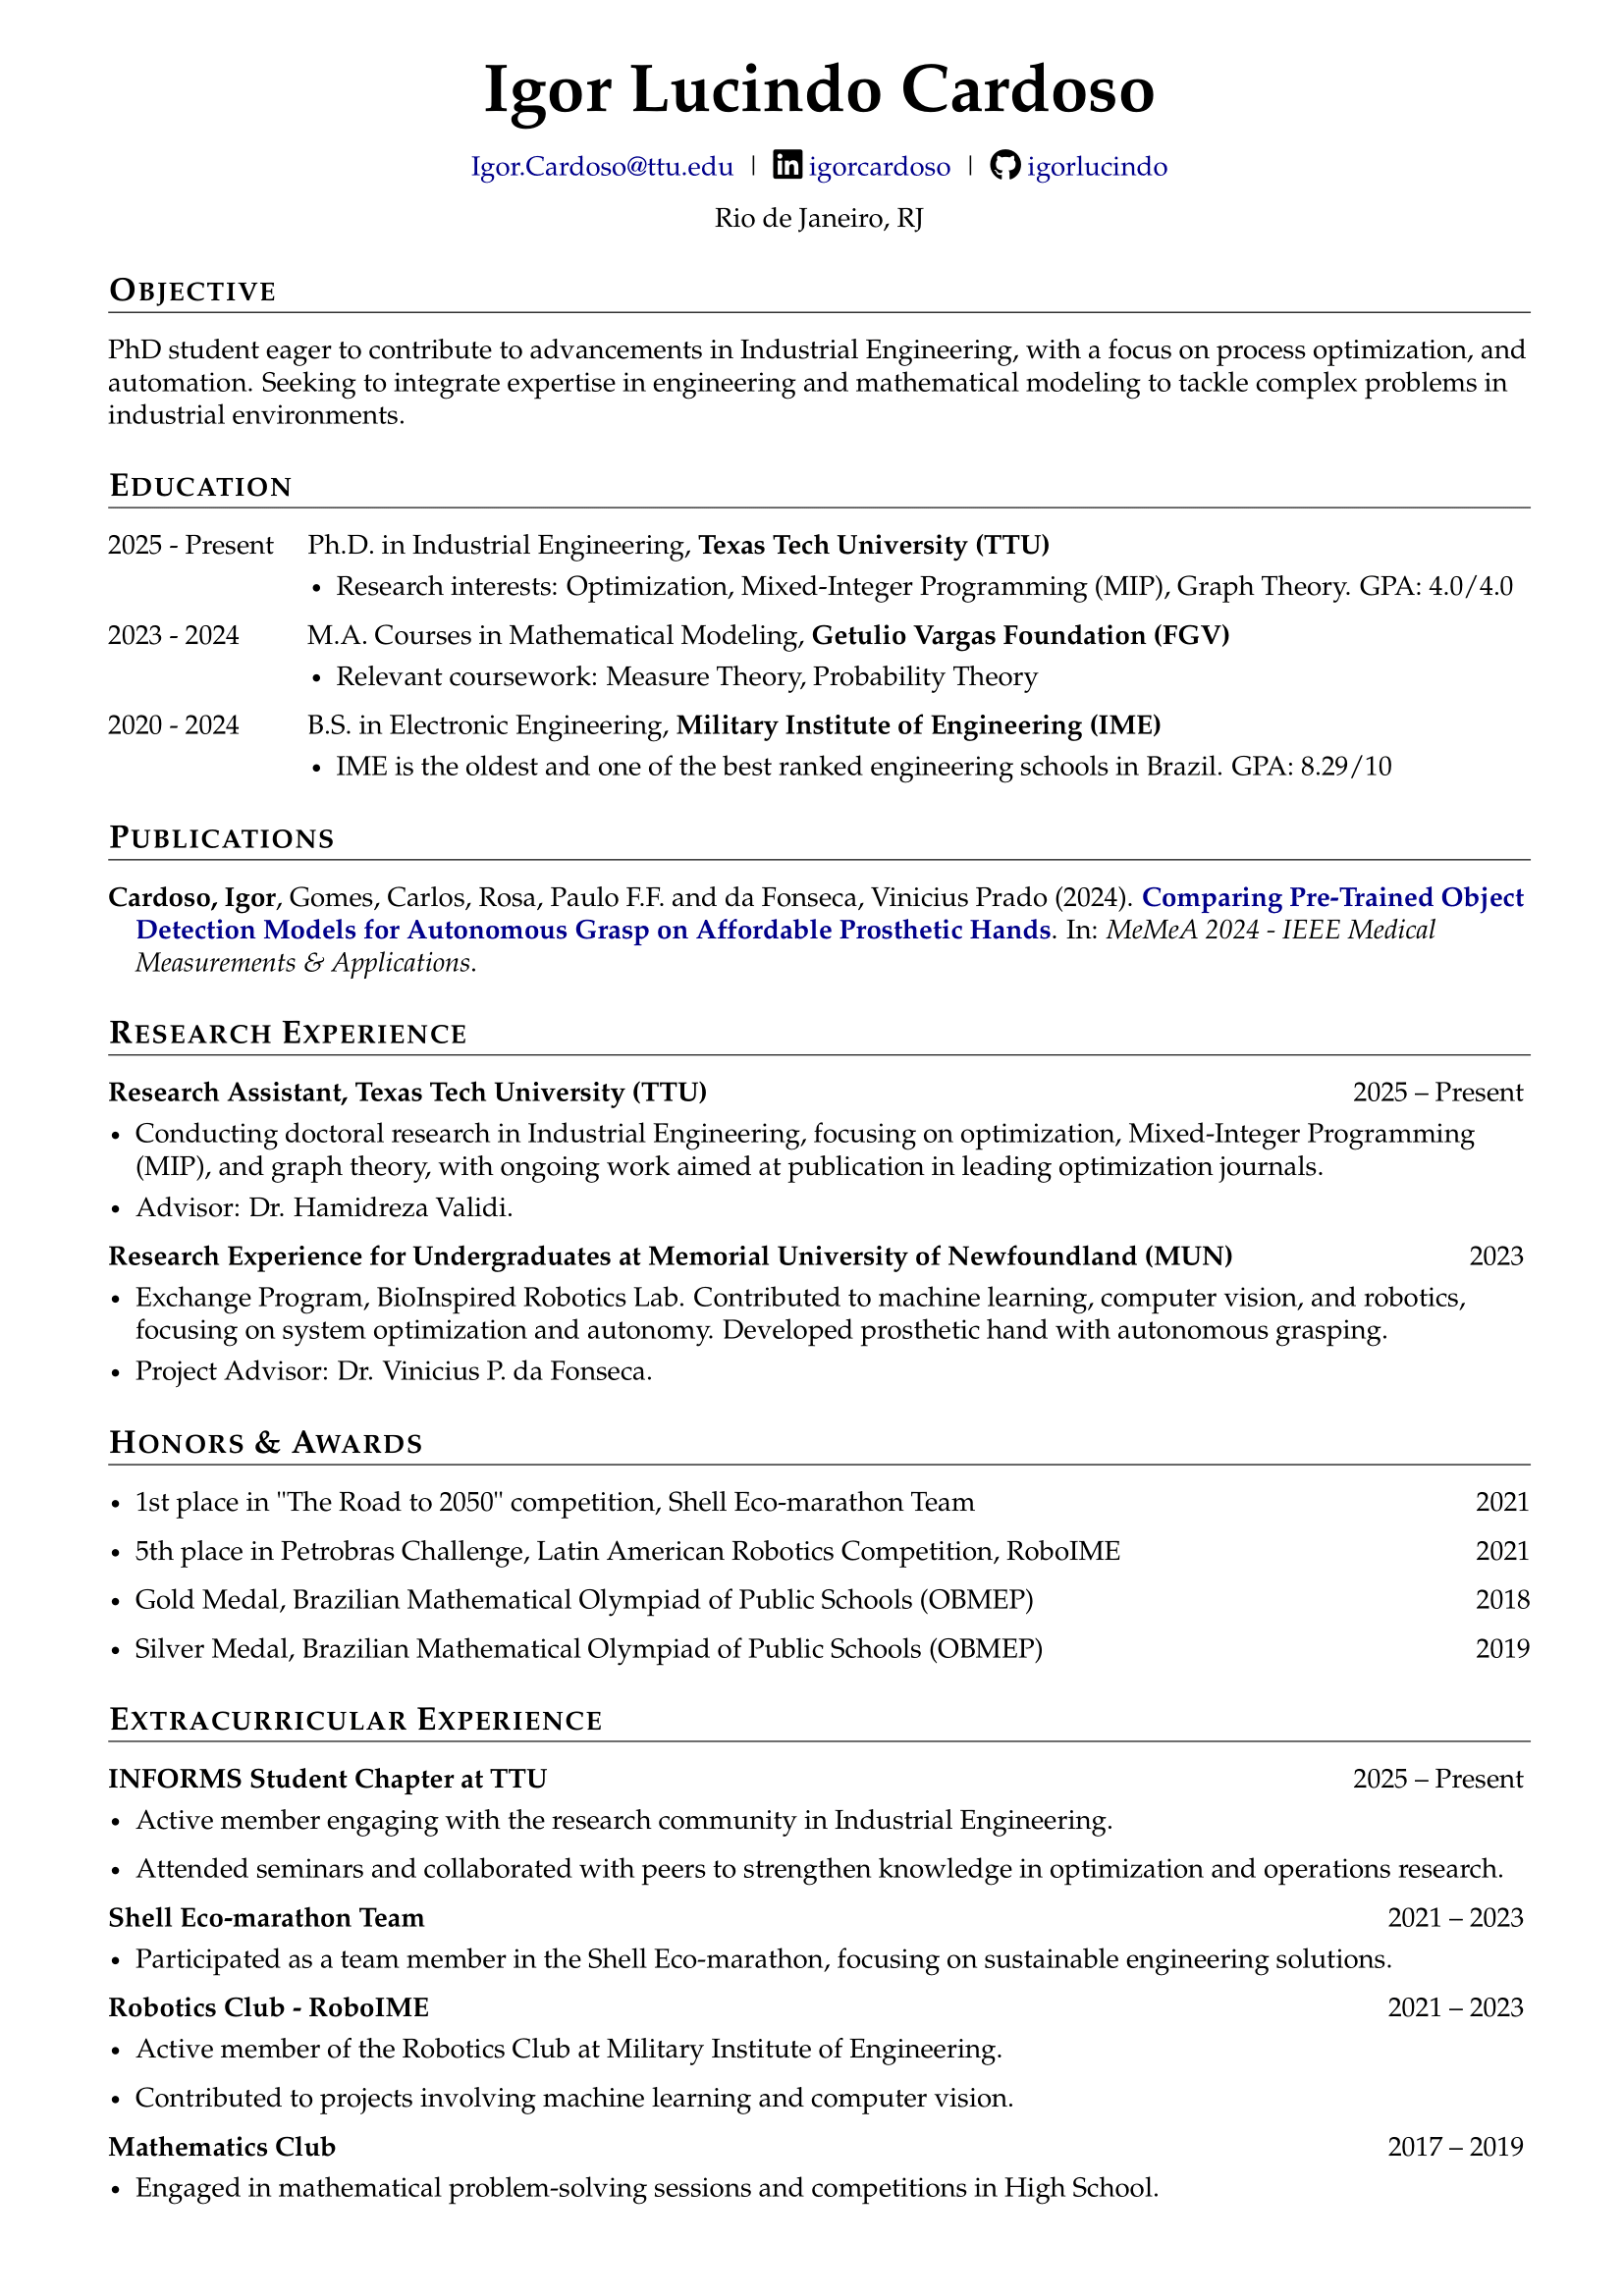 Igor Lucindo Cardoso
Igor.Cardoso@ttu.edu | igorcardoso | igorlucindo
Rio de Janeiro, RJ
OBJECTIVE
PhD student eager to contribute to advancements in Industrial Engineering, with a focus on process optimization, and
automation. Seeking to integrate expertise in engineering and mathematical modeling to tackle complex problems in
industrial environments.
EDUCATION
2025 - Present Ph.D. in Industrial Engineering, Texas Tech University (TTU)
• Research interests: Optimization, Mixed-Integer Programming (MIP), Graph Theory. GPA: 4.0/4.0
2023 - 2024 M.A. Courses in Mathematical Modeling, Getulio Vargas Foundation (FGV)
• Relevant coursework: Measure Theory, Probability Theory
2020 - 2024 B.S. in Electronic Engineering, Military Institute of Engineering (IME)
• IME is the oldest and one of the best ranked engineering schools in Brazil. GPA: 8.29/10
PUBLICATIONS
Cardoso, Igor, Gomes, Carlos, Rosa, Paulo F.F. and da Fonseca, Vinicius Prado (2024). Comparing Pre-Trained Object
Detection Models for Autonomous Grasp on Affordable Prosthetic Hands. In: MeMeA 2024 - IEEE Medical
Measurements & Applications.
RESEARCH EXPERIENCE
Research Assistant, Texas Tech University (TTU) 2025 – Present
• Conducting doctoral research in Industrial Engineering, focusing on optimization, Mixed-Integer Programming
(MIP), and graph theory, with ongoing work aimed at publication in leading optimization journals.
• Advisor: Dr. Hamidreza Validi.
Research Experience for Undergraduates at Memorial University of Newfoundland (MUN) 2023
• Exchange Program, BioInspired Robotics Lab. Contributed to machine learning, computer vision, and robotics,
focusing on system optimization and autonomy. Developed prosthetic hand with autonomous grasping.
• Project Advisor: Dr. Vinicius P. da Fonseca.
HONORS & AWARDS
• 1st place in "The Road to 2050" competition, Shell Eco-marathon Team 2021
• 5th place in Petrobras Challenge, Latin American Robotics Competition, RoboIME 2021
• Gold Medal, Brazilian Mathematical Olympiad of Public Schools (OBMEP) 2018
• Silver Medal, Brazilian Mathematical Olympiad of Public Schools (OBMEP) 2019
EXTRACURRICULAR EXPERIENCE
INFORMS Student Chapter at TTU 2025 – Present
• Active member engaging with the research community in Industrial Engineering.
• Attended seminars and collaborated with peers to strengthen knowledge in optimization and operations research.
Shell Eco-marathon Team 2021 – 2023
• Participated as a team member in the Shell Eco-marathon, focusing on sustainable engineering solutions.
Robotics Club - RoboIME 2021 – 2023
• Active member of the Robotics Club at Military Institute of Engineering.
• Contributed to projects involving machine learning and computer vision.
Mathematics Club 2017 – 2019
• Engaged in mathematical problem-solving sessions and competitions in High School.